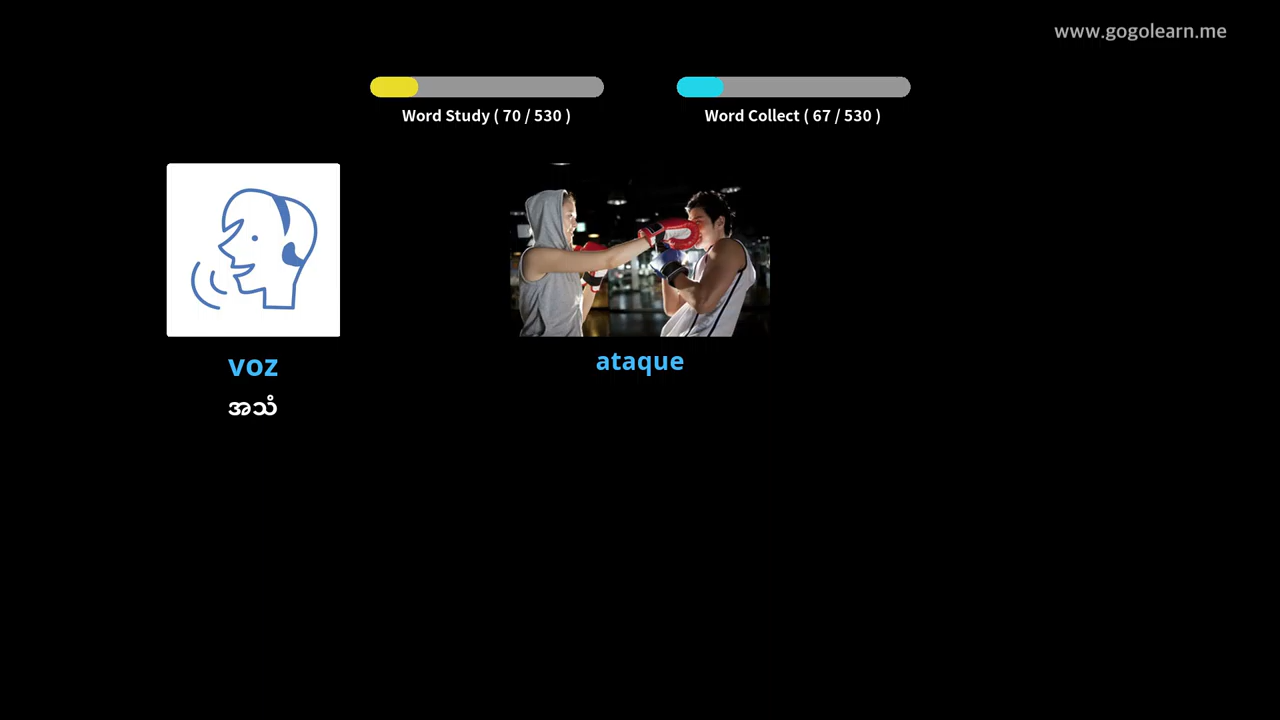 www.gogolearn.me
Word Study ( 70 / 530 )
Word Collect ( 67 / 530 )
voz
အသံ
ataque